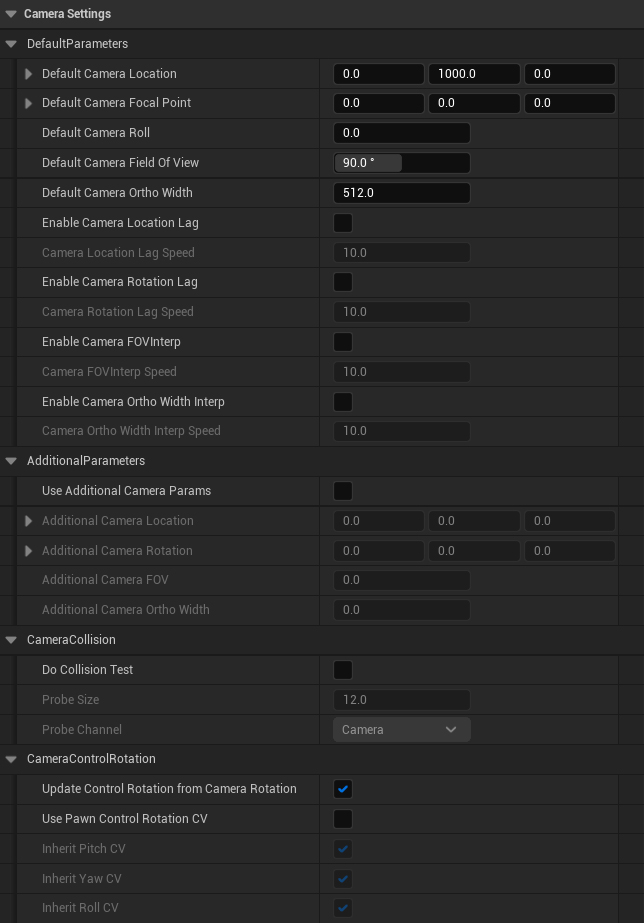 Camera Settings
DefaultParameters
Default Camera Location 0.0 1000.0 0.0
Default Camera Focal Point 0.0 0.0 0.0
Default Camera Roll 0.0
Default Camera Field Of View 90.0 °
Default Camera Ortho Width 512.0
Enable Camera Location Lag
Camera Location Lag Speed 10.0
Enable Camera Rotation Lag
Camera Rotation Lag Speed 10.0
Enable Camera FOVInterp
Camera FOVInterp Speed 10.0
Enable Camera Ortho Width Interp
Camera Ortho Width Interp Speed 10.0
AdditionalParameters
Use Additional Camera Params
Additional Camera Location 0.0 0.0 0.0
Additional Camera Rotation 0.0 0.0 0.0
Additional Camera FOV 0.0
Additional Camera Ortho Width 0.0
CameraCollision
Do Collision Test
Probe Size 12.0
Probe Channel Camera
CameraControlRotation
Update Control Rotation from Camera Rotation
Use Pawn Control Rotation CV
Inherit Pitch CV
Inherit Yaw CV
Inherit Roll CV